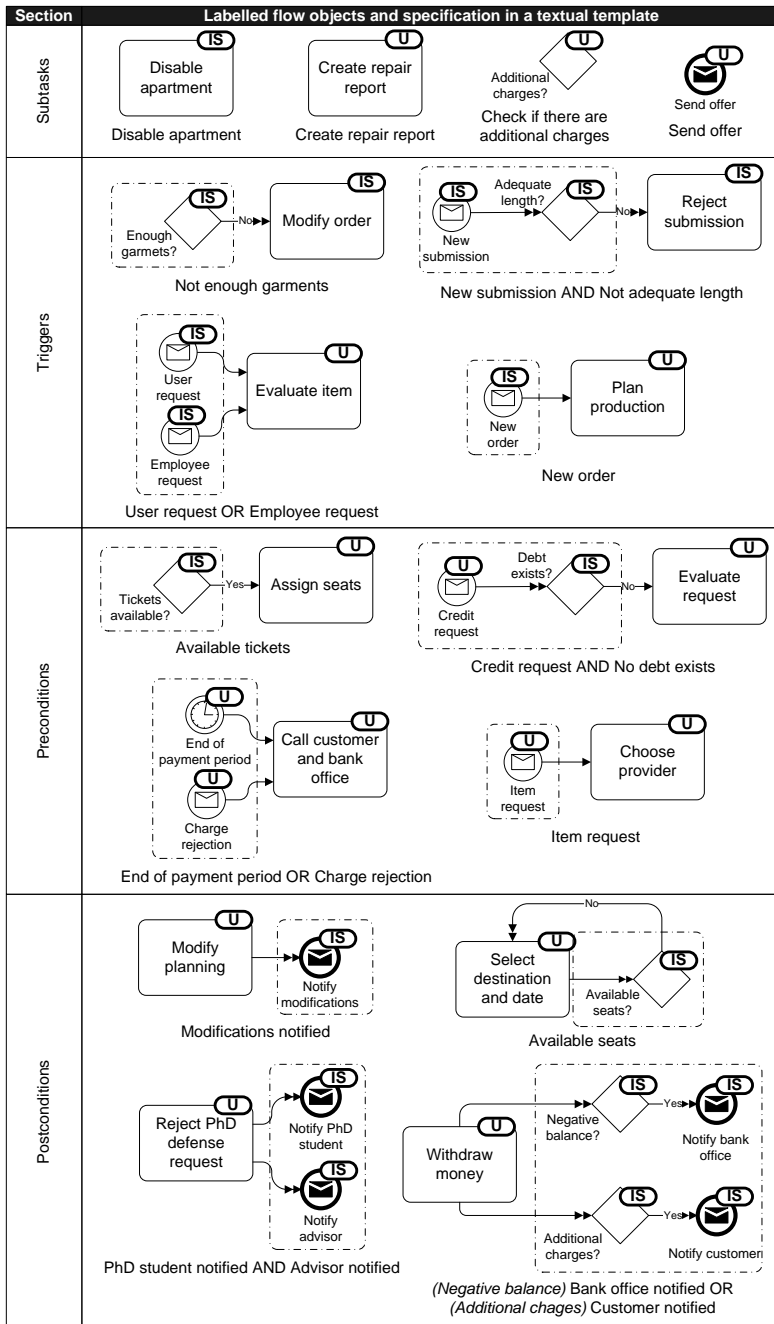 Section
Labelled flow objects and specification in a textual template
Subtasks
IS
Disable
apartment
Disable apartment
U
Create repair
report
Create repair report
U
Additional
charges?
Check if there are
additional charges
U
Send offer
Send offer
Triggers
IS
Enough
garmets?
No
IS
Modify order
Not enough garments
IS
New
submission
Adequate
length?
IS
No
IS
Reject
submission
New submission AND Not adequate length
IS
User
request
IS
Employee
request
U
Evaluate item
User request OR Employee request
IS
New
order
U
Plan
production
New order
Preconditions
IS
Tickets
available?
Yes
U
Assign seats
Available tickets
U
Credit
request
Debt
exists?
IS
No
U
Evaluate
request
Credit request AND No debt exists
U
End of
payment period
U
Charge
rejection
U
Call customer
and bank
office
End of payment period OR Charge rejection
U
Item
request
U
Choose
provider
Item request
Postconditions
U
Modify
planning
IS
Notify
modifications
Modifications notified
No
U
Select
destination
and date
IS
Available
seats?
Available seats
U
Reject PhD
defense
request
IS
Notify PhD
student
IS
Notify
advisor
PhD student notified AND Advisor notified
U
Withdraw
money
IS
Negative
balance?
Yes
IS
Notify bank
office
IS
Additional
charges?
Yes
IS
Notify customer
(Negative balance) Bank office notified OR
(Additional chages) Customer notified